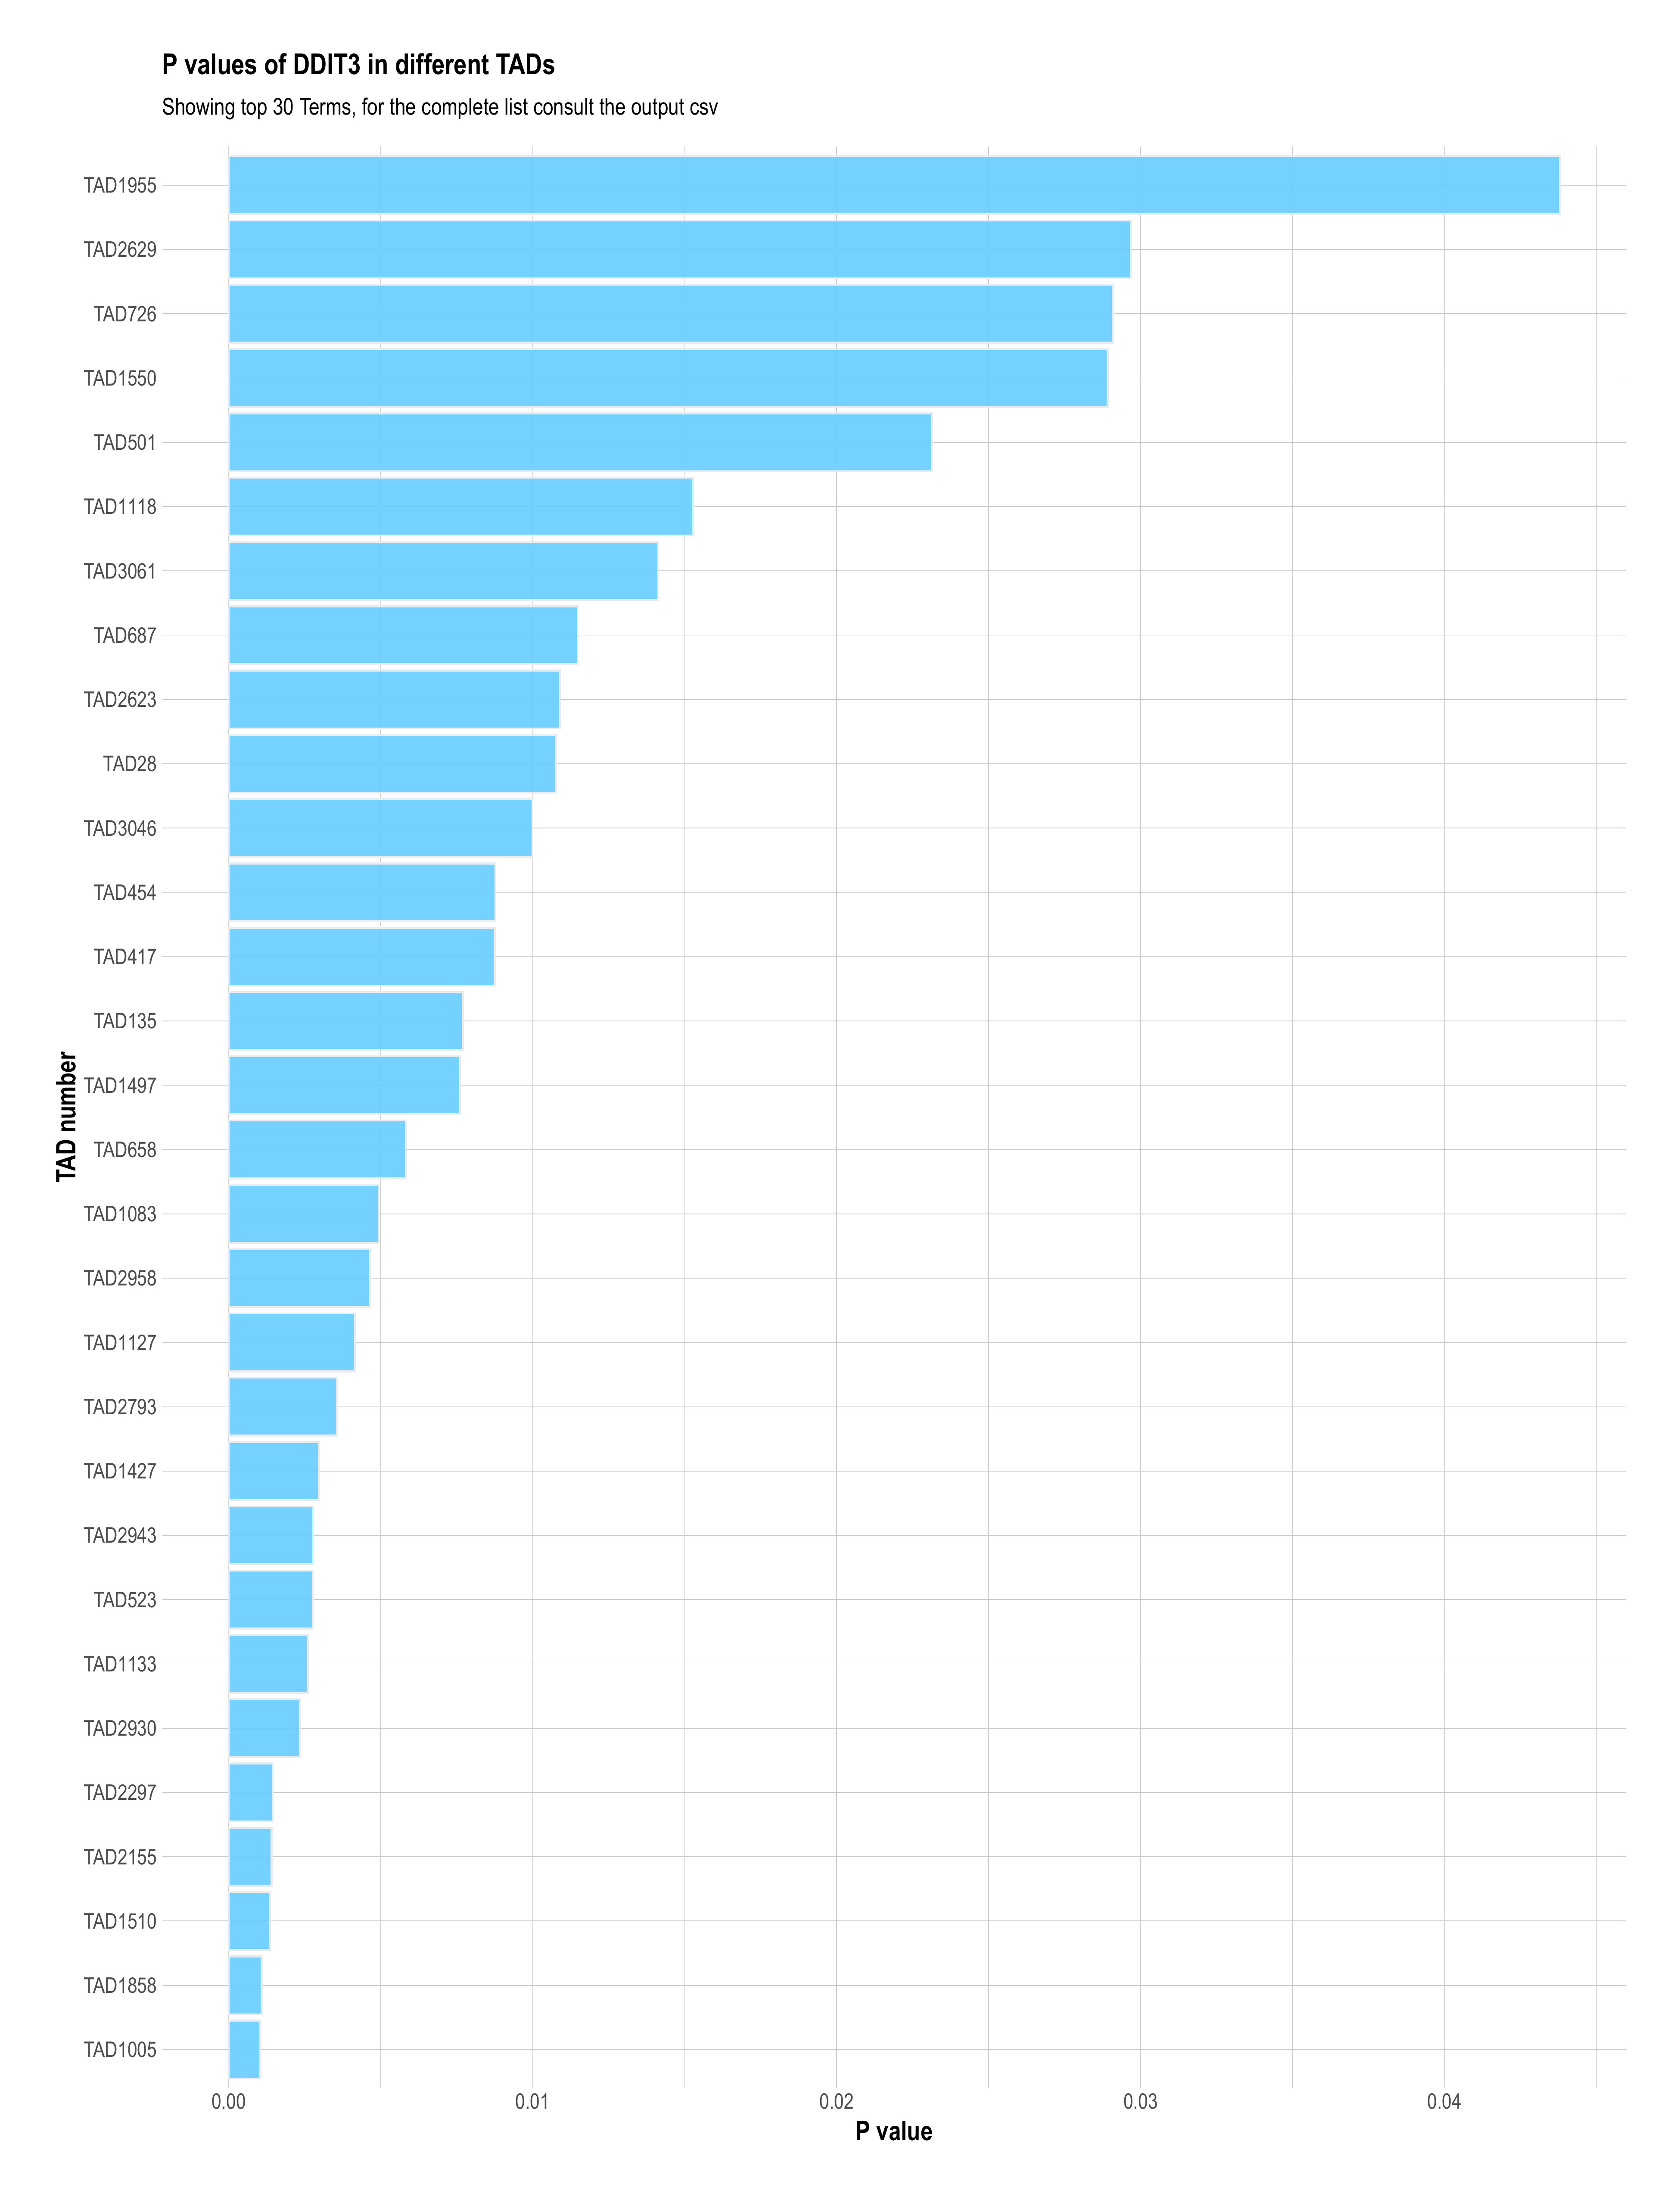 P values of DDIT3 in different TADs
Showing top 30 Terms, for the complete list consult the output csv
TAD1955
TAD2629
TAD726
TAD1550
TAD501
TAD1118
TAD3061
TAD687
TAD2623
TAD28
TAD3046
TAD454
TAD417
TAD135
TAD1497
TAD658
TAD1083
TAD2958
TAD1127
TAD2793
TAD1427
TAD2943
TAD523
TAD1133
TAD2930
TAD2297
TAD2155
TAD1510
TAD1858
TAD1005
TAD number
0.00 0.01 0.02 0.03 0.04
P value